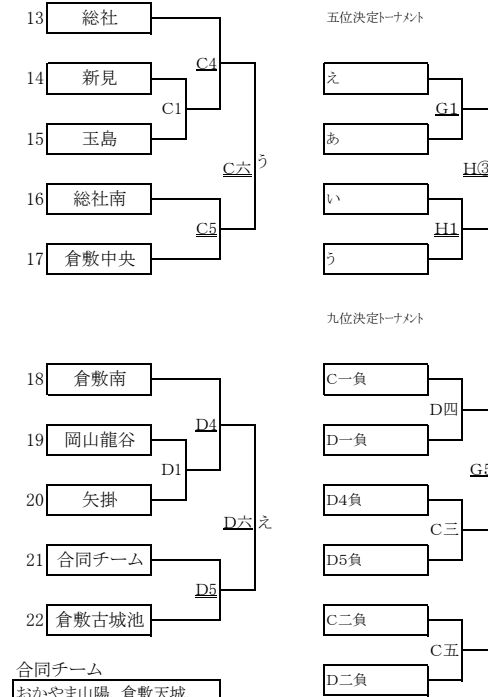 13 総社
14 新見
15 玉島
16 総社南
17 倉敷中央
C4
C1
C六
う
C5
18 倉敷南
19 岡山龍谷
20 矢掛
21 合同チーム
22 倉敷古城池
D4
D1
D六
え
D5
合同チーム
おかやま山陽 倉敷天城
五位決定トーナメント
え
あ
い
う
G1
H③
H1
九位決定トーナメント
C一負
D一負
D4負
D5負
C二負
D二負
D四
G5
C三
C五